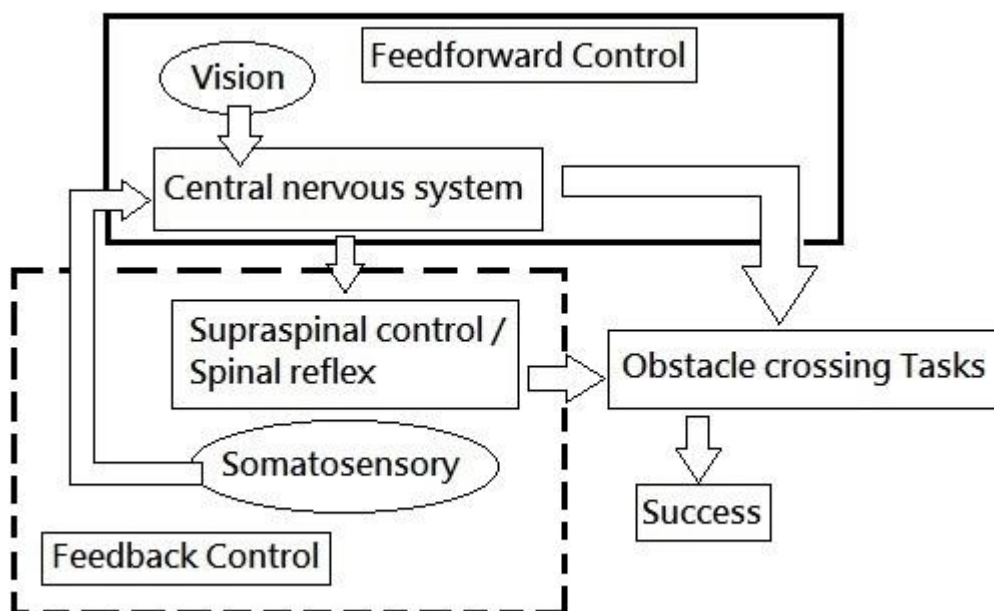 Feedforward Control
Vision
Central nervous system
Supraspinal control /
Spinal reflex
Obstacle crossing Tasks
Somatosensory
Success
Feedback Control